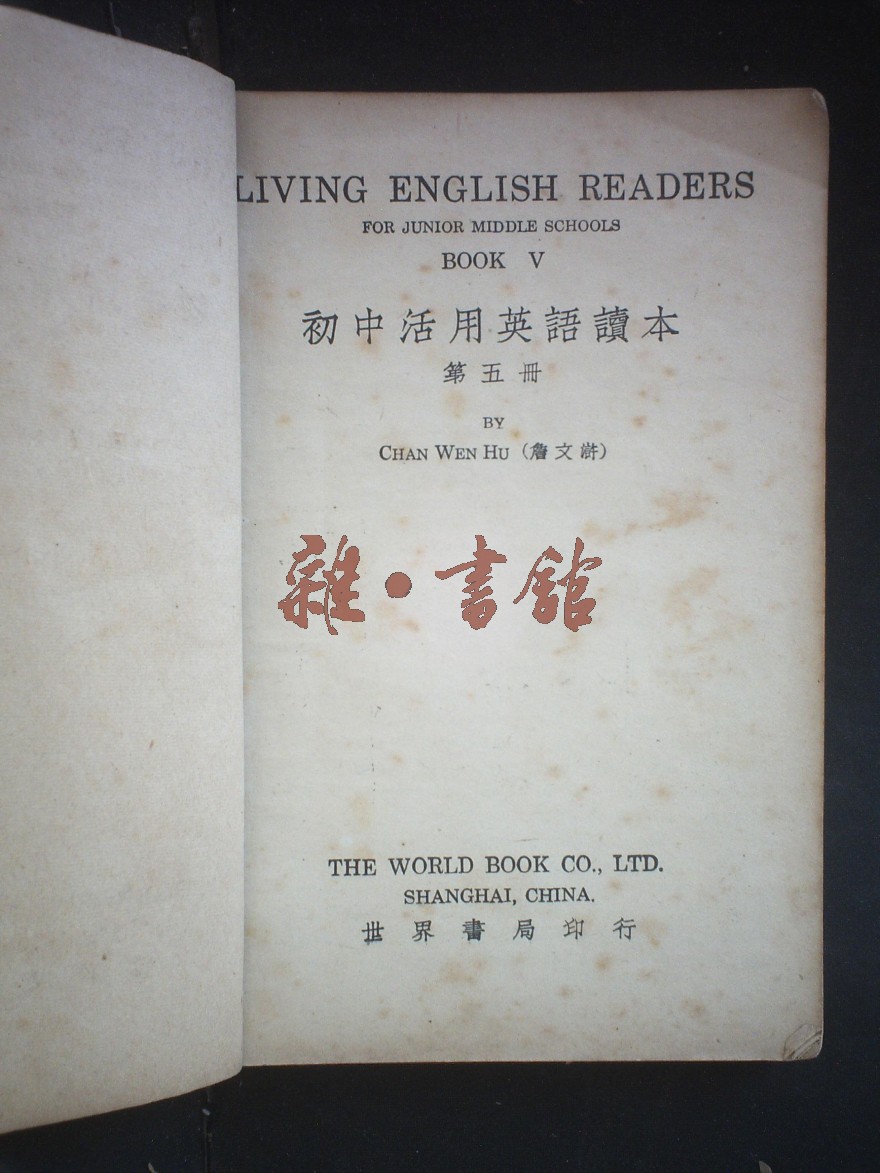 LIVING ENGLISH READERS
FOR JUNIOR MIDDLE SCHOOLS
BOOK V
初中活用英語讀本
第五冊
BY
CHAN WEN HU (詹文滸)
雜·書館
THE WORLD BOOK CO., LTD.
SHANGHAI, CHINA.
世界書局印行